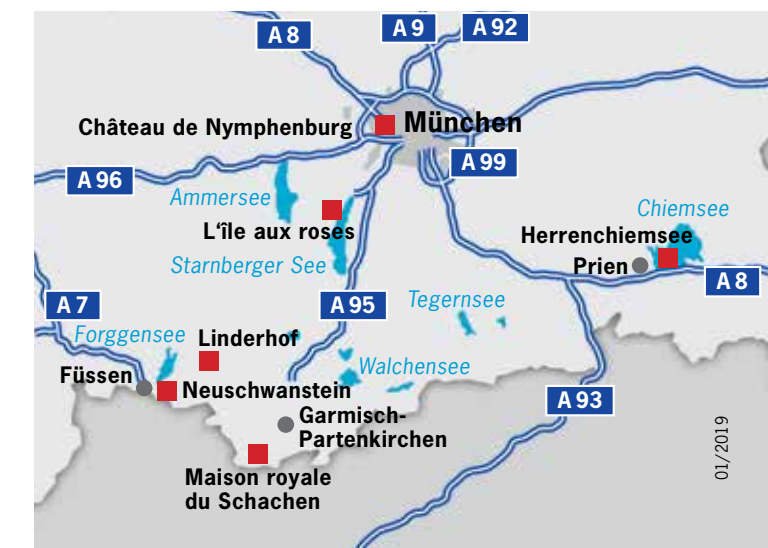 A 8
A 9
A 92
Château de Nymphenburg
München
A 99
A 96
Ammersee
L‘île aux roses
Starnberger See
Chiemsee
Herrenchiemsee
Prien
A 8
A 7
A 95
Tegernsee
Forggensee
Linderhof
Walchensee
Füssen
Neuschwanstein
A 93
Garmisch-
Partenkirchen
Maison royale
du Schachen
01/2019